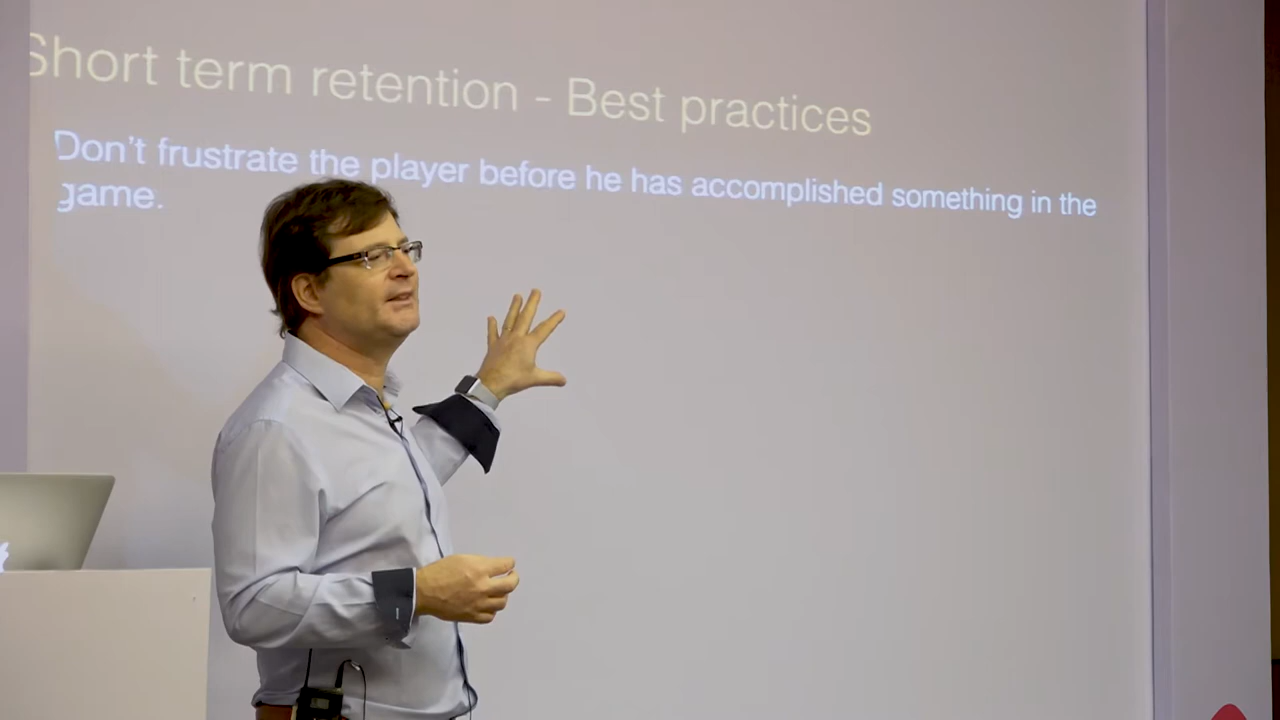 Short term retention - Best practices
Don't frustrate the player before he has accomplished something in the
game.